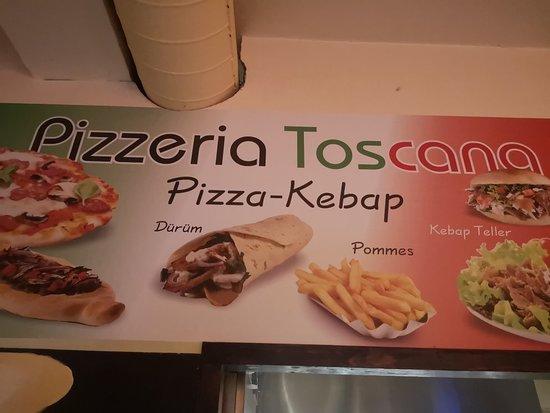 Pizzeria Toscana
Pizza-Kebap
Dürüm
Pommes
Kebap Teller